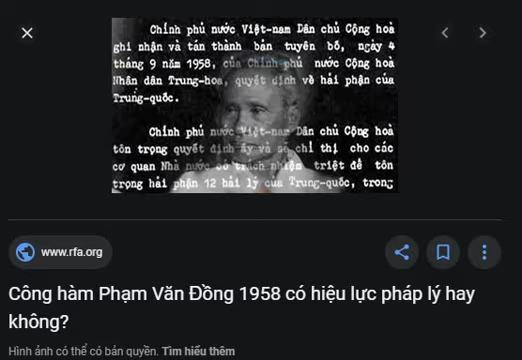 Chính phủ nước Việt-nam Dân chủ Cộng hoà
ghi nhận và tán thành bản tuyên bố, ngày 4
tháng 9 năm 1958, của Chính phủ nước Cộng hoà
Nhân dân Trung-hoa, quyết định về hải phận của
Trung-quốc.
Chính phủ nước Việt-nam Dân chủ Cộng hoà
tôn trọng quyết định ấy và sẽ chỉ thị cho các
cơ quan Nhà nước có trách nhiệm triệt để tôn
trọng hải phận 12 hải lý của Trung-quốc, trong
www.rfa.org
Công hàm Phạm Văn Đồng 1958 có hiệu lực pháp lý hay
không?
Hình ảnh có thể có bản quyền. Tìm hiểu thêm